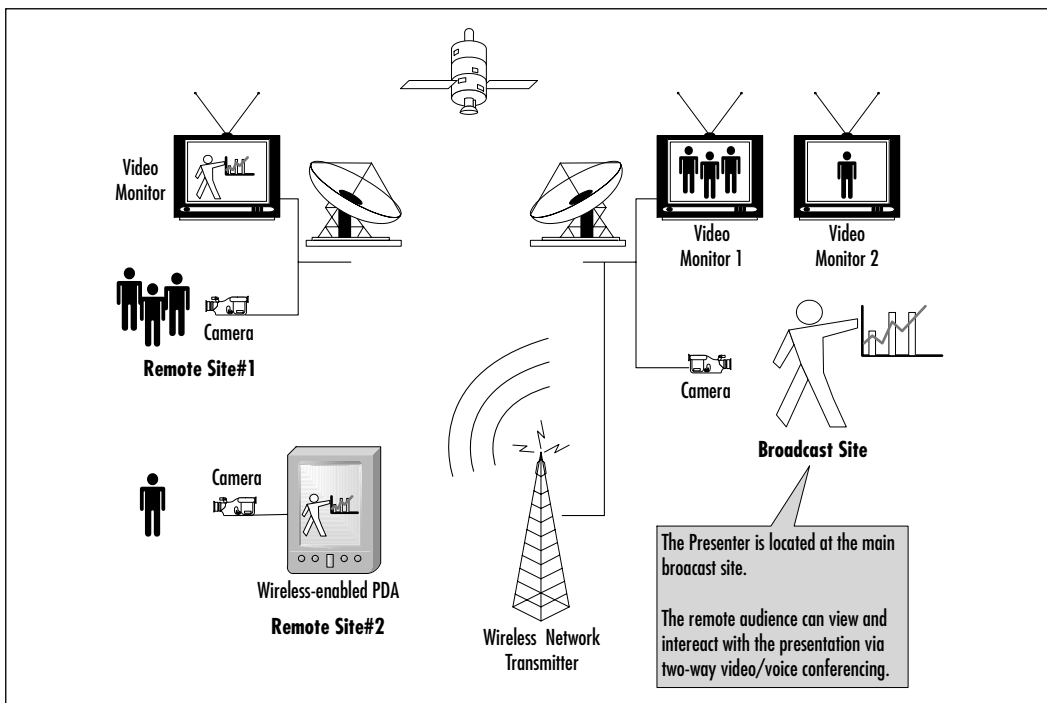 Video
Monitor
Video
Monitor 1
Video
Monitor 2
Camera
Remote Site#1
Camera
Broadcast Site
Camera
Wireless-enabled PDA
Remote Site#2
Wireless Network
Transmitter
The Presenter is located at the main
broacast site.
The remote audience can view and
intereact with the presentation via
two-way video/voice conferencing.